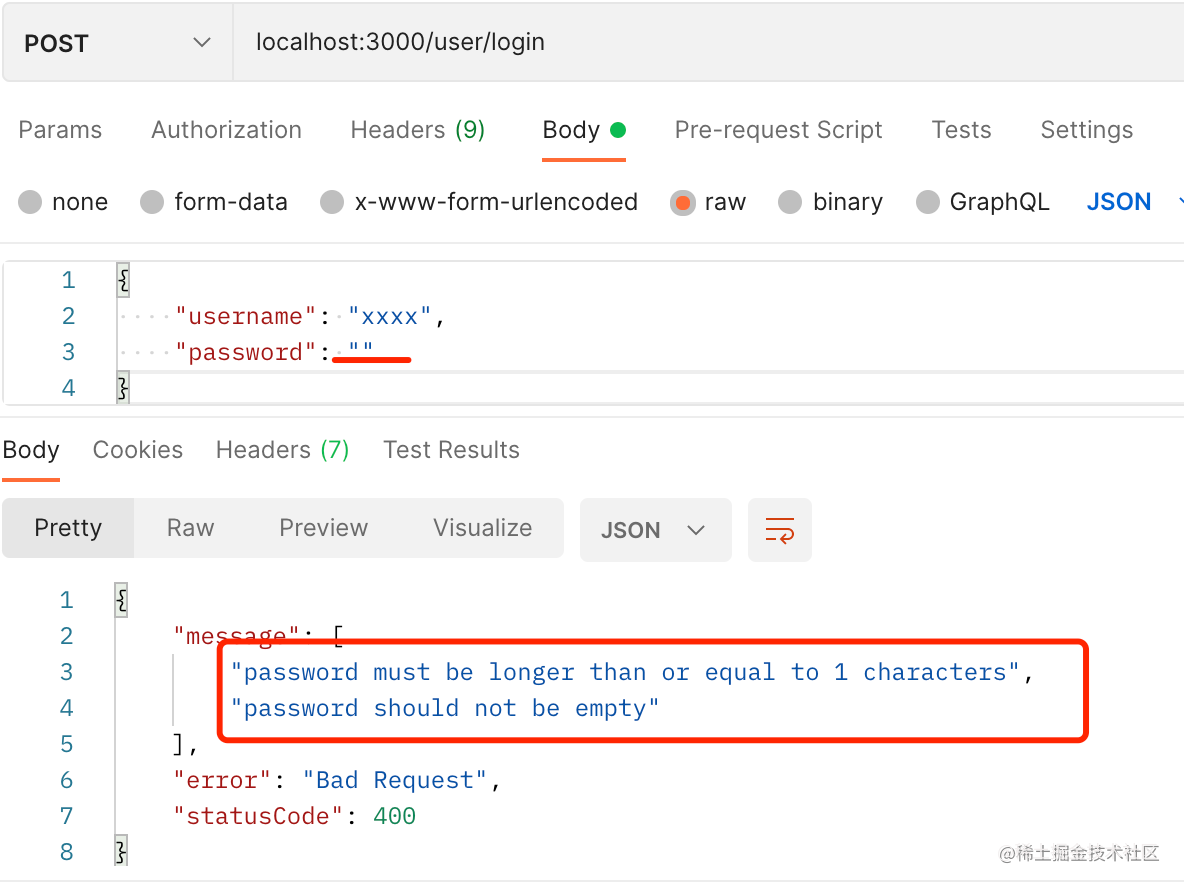 POST localhost:3000/user/login
Params Authorization Headers (9) Body Pre-request Script Tests Settings
none form-data x-www-form-urlencoded raw binary GraphQL JSON
1 {
2 "username": "xxxx",
3 "password": ""
4 }
Body Cookies Headers (7) Test Results
Pretty Raw Preview Visualize JSON
1 {
2 "message": [
3 "password must be longer than or equal to 1 characters",
4 "password should not be empty"
5 ],
6 "error": "Bad Request",
7 "statusCode": 400
8 }
@稀土掘金技术社区